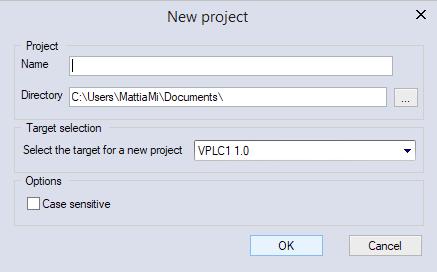 New project
Project
Name
Directory C:\Users\MattiaMi\Documents\ ...
Target selection
Select the target for a new project VPLC1 1.0
Options
Case sensitive
OK Cancel